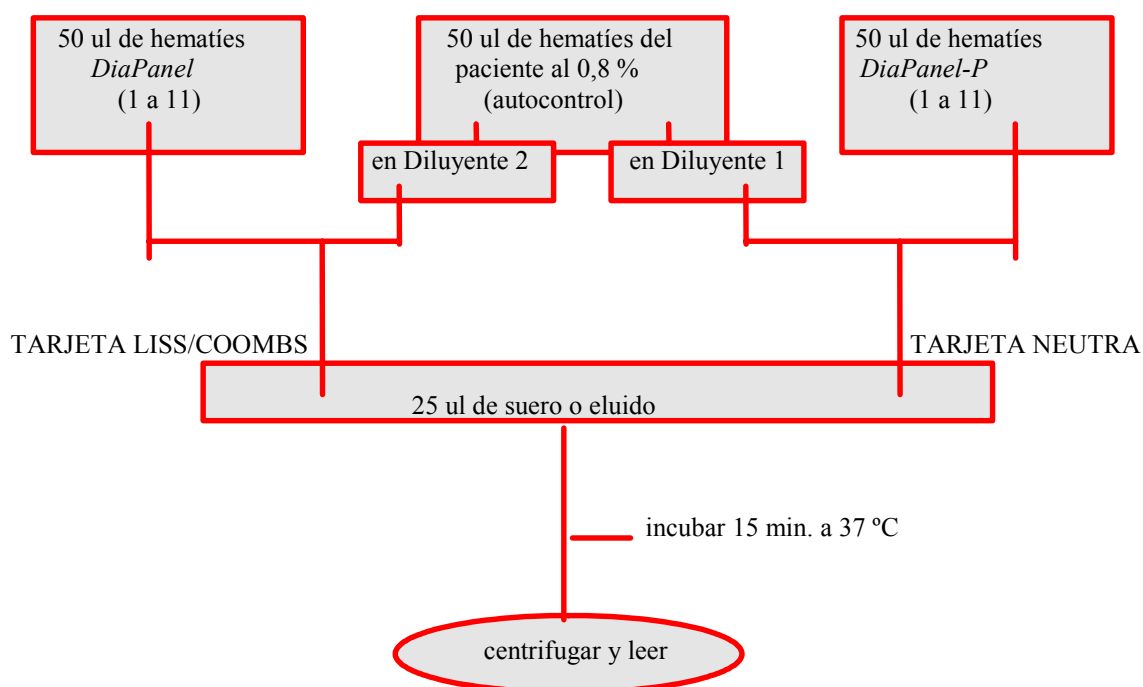 50 ul de hematíes
DiaPanel
(1 a 11)
50 ul de hematíes del
paciente al 0,8 %
(autocontrol)
50 ul de hematíes
DiaPanel-P
(1 a 11)
en Diluyente 2
en Diluyente 1
TARJETA LISS/COOMBS
TARJETA NEUTRA
25 ul de suero o eluido
incubar 15 min. a 37 ºC
centrifugar y leer